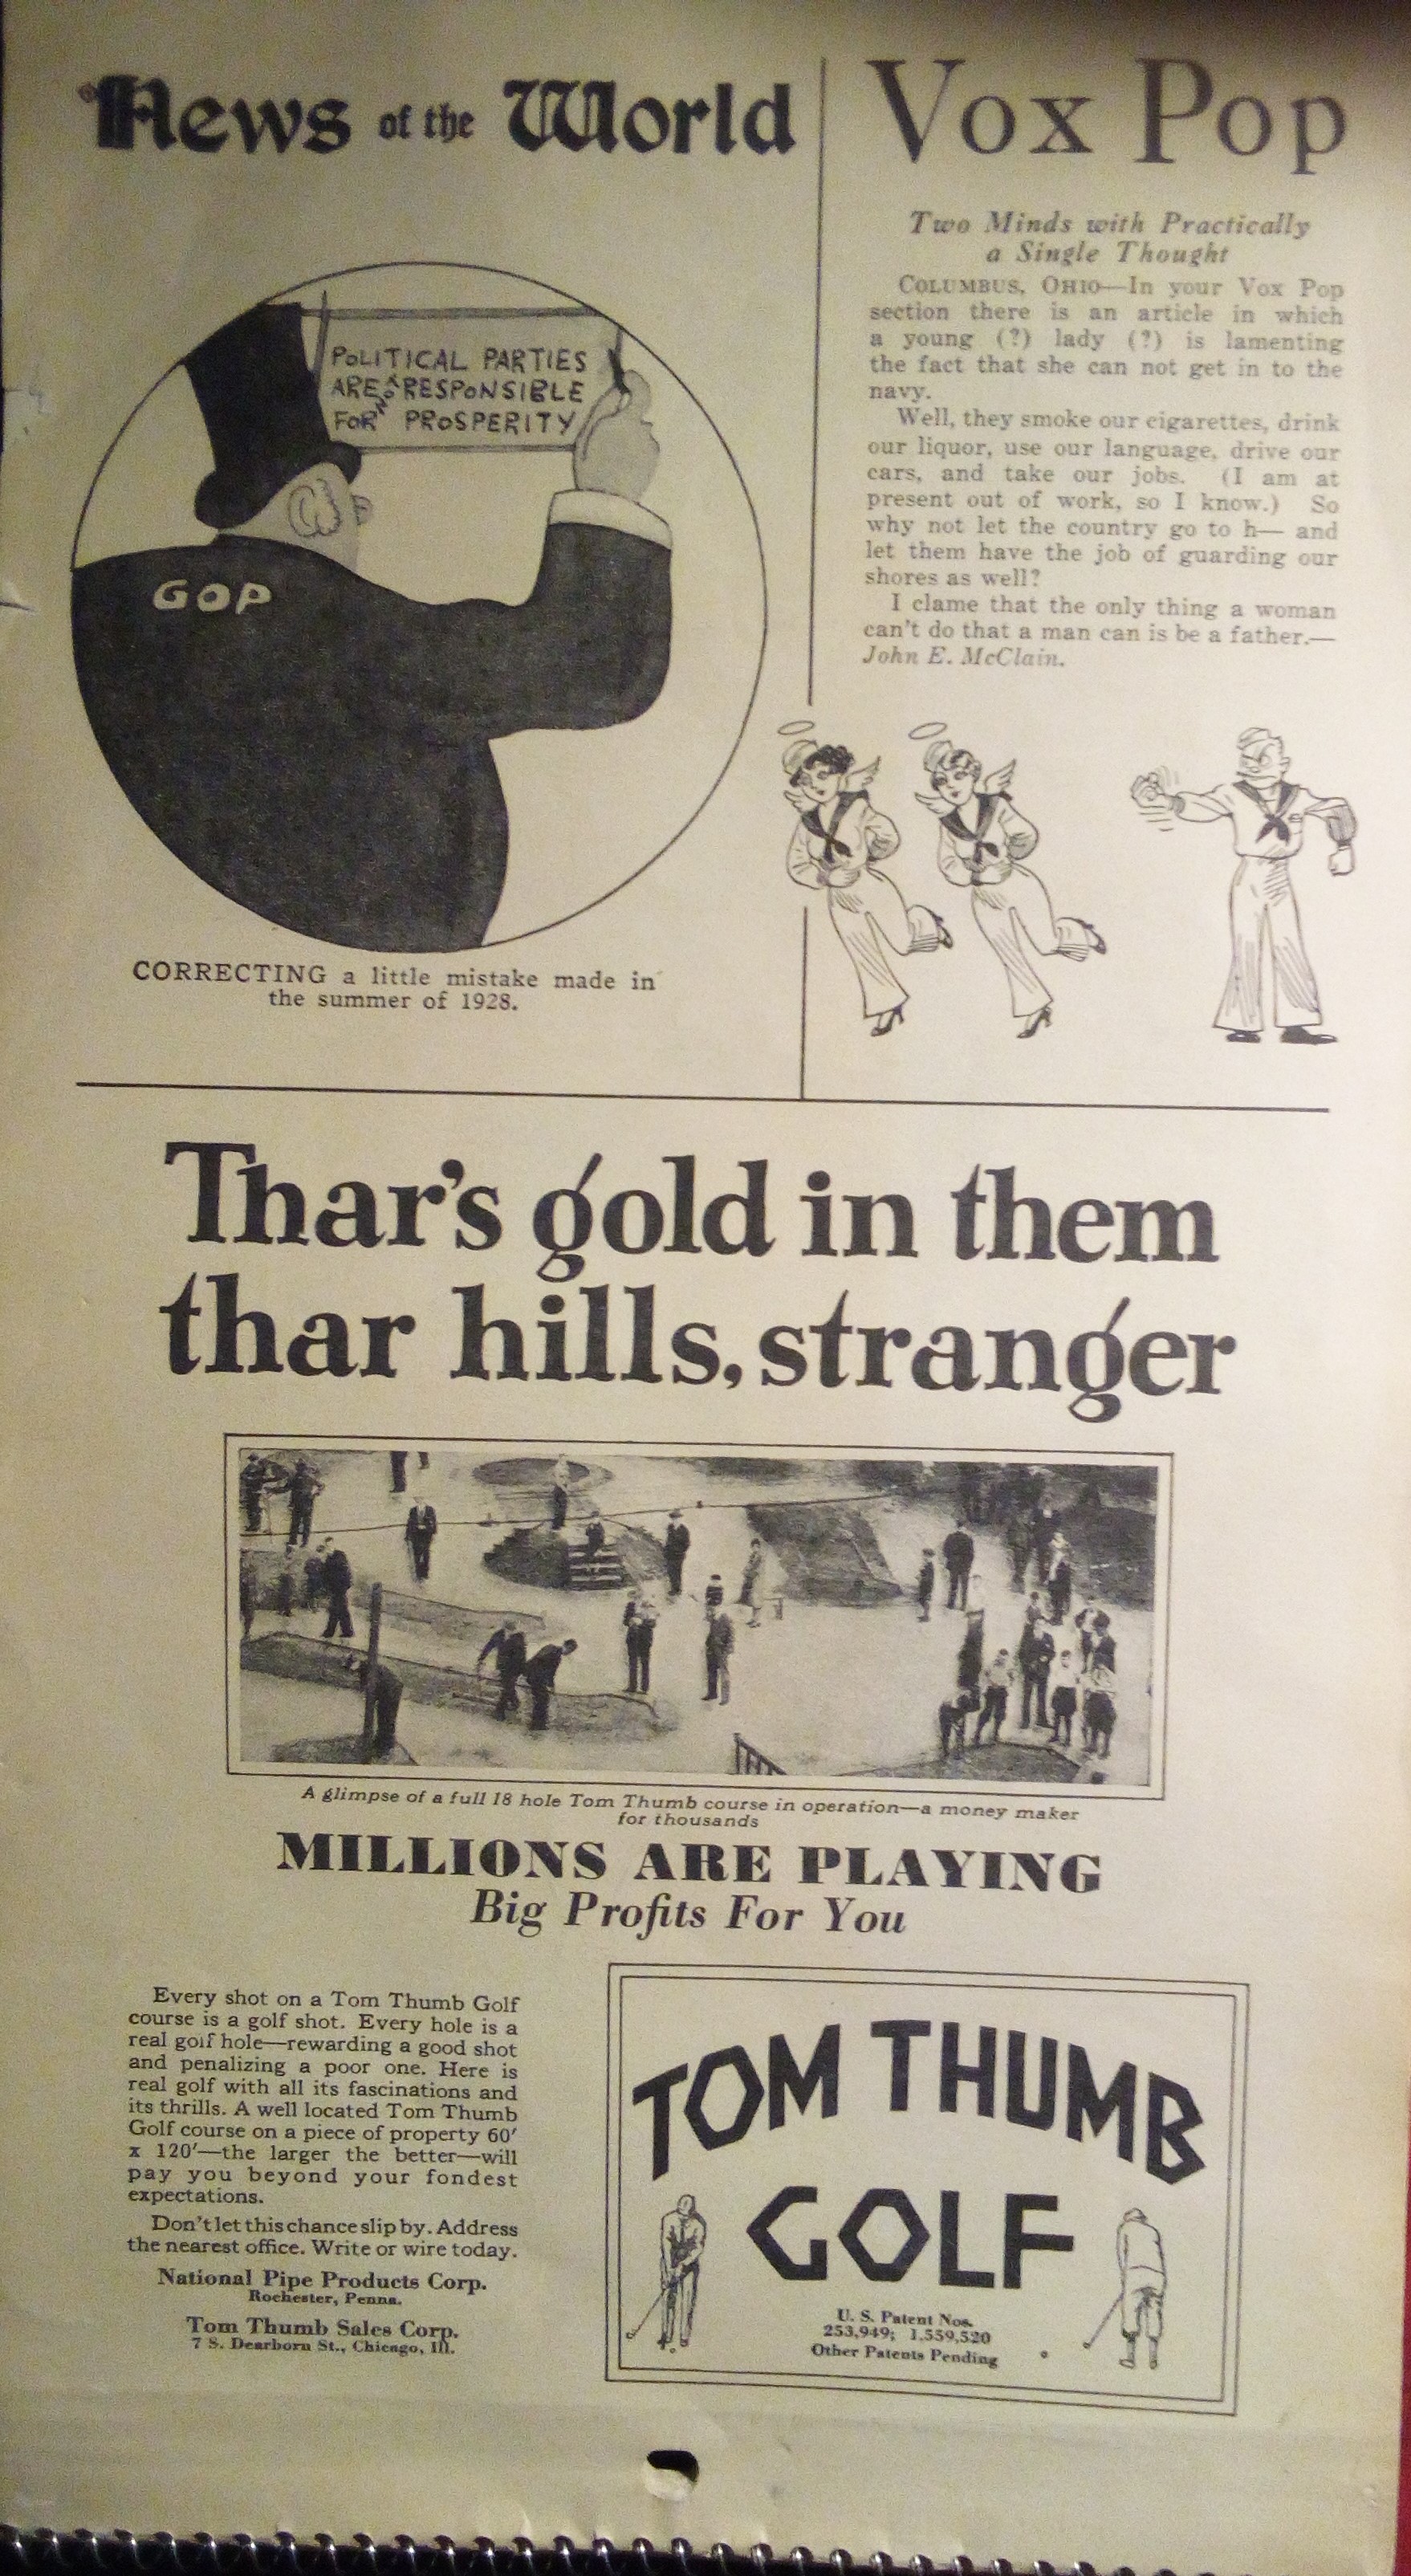 News of the World
POLITICAL PARTIES
ARE NOT RESPONSIBLE
FOR PROSPERITY
GOP
CORRECTING a little mistake made in
the summer of 1928.
Vox Pop
Two Minds with Practically
a Single Thought
COLUMBUS, OHIO—In your Vox Pop
section there is an article in which
a young (?) lady (?) is lamenting
the fact that she can not get in to the
navy.
Well, they smoke our cigarettes, drink
our liquor, use our language, drive our
cars, and take our jobs. (I am at
present out of work, so I know.) So
why not let the country go to h— and
let them have the job of guarding our
shores as well?
I clame that the only thing a woman
can't do that a man can is be a father.—
John E. McClain.
Thar's gold in them
thar hills, stranger
A glimpse of a full 18 hole Tom Thumb course in operation—a money maker
for thousands
MILLIONS ARE PLAYING
Big Profits For You
Every shot on a Tom Thumb Golf
course is a golf shot. Every hole is a
real golf hole—rewarding a good shot
and penalizing a poor one. Here is
real golf with all its fascinations and
its thrills. A well located Tom Thumb
Golf course on a piece of property 60'
x 120'—the larger the better—will
pay you beyond your fondest
expectations.
Don't let this chance slip by. Address
the nearest office. Write or wire today.
National Pipe Products Corp.
Rochester, Penna.
Tom Thumb Sales Corp.
7 S. Dearborn St., Chicago, Ill.
TOM THUMB
GOLF
U. S. Patent Nos.
253,949; 1,559,520
Other Patents Pending